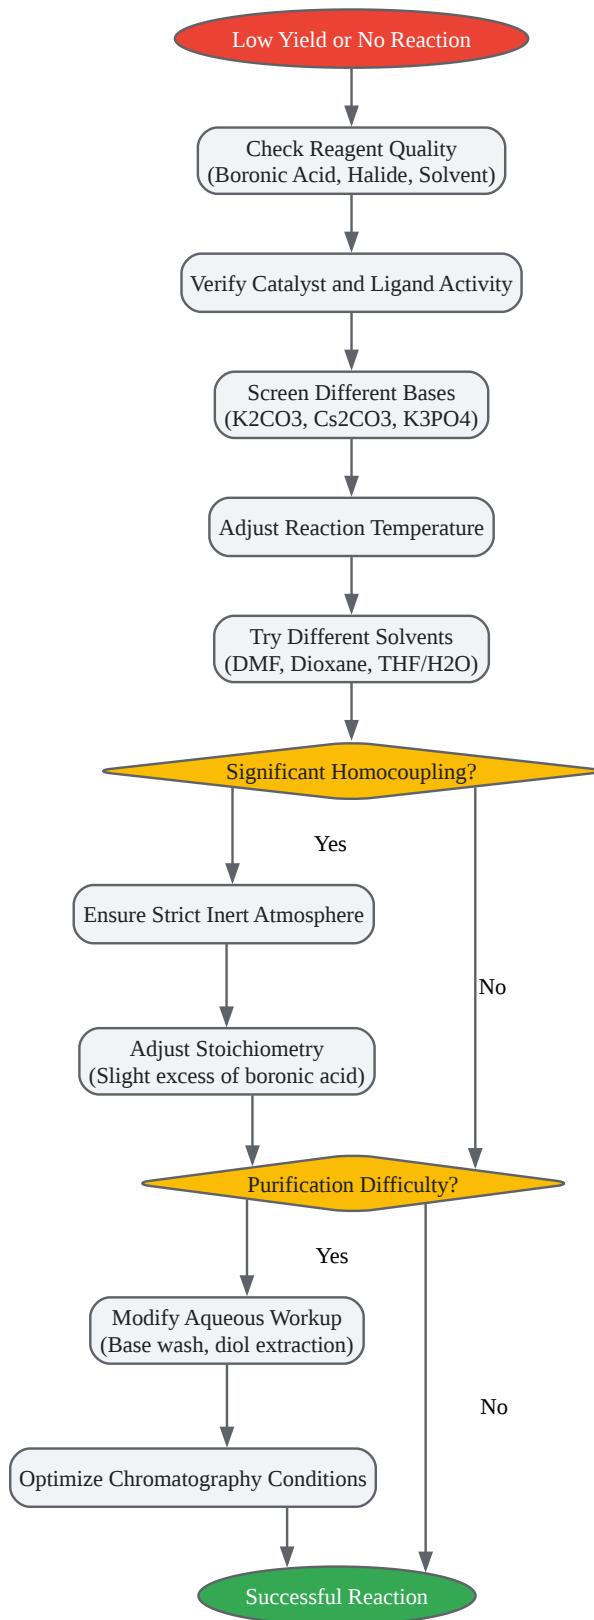 Low Yield or No Reaction
Check Reagent Quality
(Boronic Acid, Halide, Solvent)
Verify Catalyst and Ligand Activity
Screen Different Bases
(K2CO3, Cs2CO3, K3PO4)
Adjust Reaction Temperature
Try Different Solvents
(DMF, Dioxane, THF/H2O)
Significant Homocoupling?
Yes
Ensure Strict Inert Atmosphere
No
Adjust Stoichiometry
(Slight excess of boronic acid)
Purification Difficulty?
Yes
Modify Aqueous Workup
(Base wash, diol extraction)
No
Optimize Chromatography Conditions
Successful Reaction